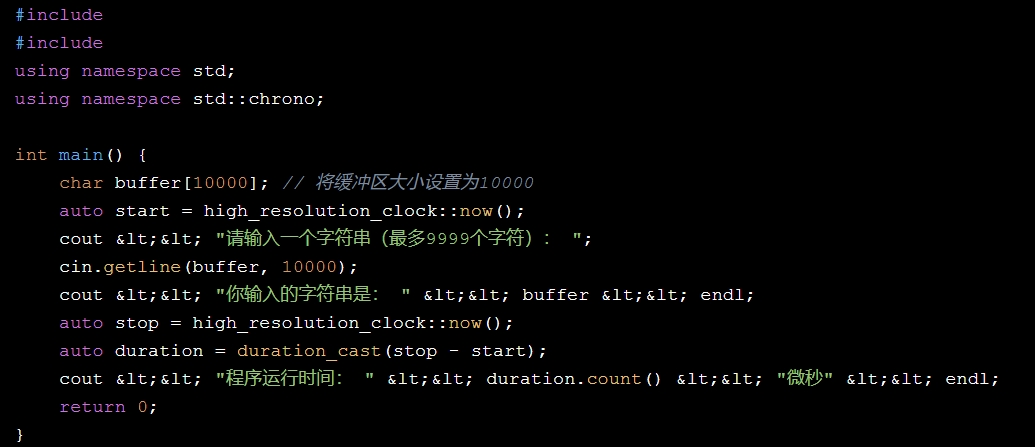 #include
#include
using namespace std;
using namespace std::chrono;
int main() {
    char buffer[10000]; // 将缓冲区大小设置为10000
    auto start = high_resolution_clock::now();
    cout &lt;&lt; "请输入一个字符串（最多9999个字符）： ";
    cin.getline(buffer, 10000);
    cout &lt;&lt; "你输入的字符串是： " &lt;&lt; buffer &lt;&lt; endl;
    auto stop = high_resolution_clock::now();
    auto duration = duration_cast(stop - start);
    cout &lt;&lt; "程序运行时间： " &lt;&lt; duration.count() &lt;&lt; "微秒" &lt;&lt; endl;
    return 0;
}